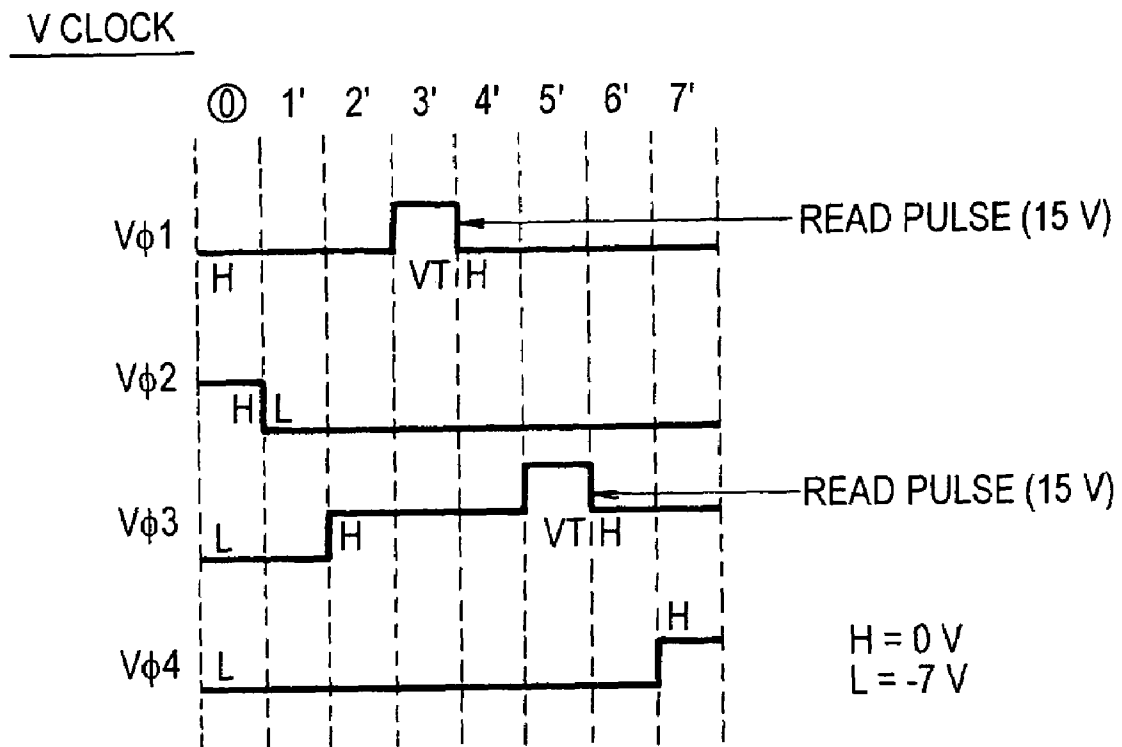 V CLOCK
⓪ 1' 2' 3' 4' 5' 6' 7'
Vϕ1
H
VT H
READ PULSE (15 V)
Vϕ2
H L
Vϕ3
L
H
VT H
READ PULSE (15 V)
Vϕ4
L
H
H = 0 V
L = -7 V